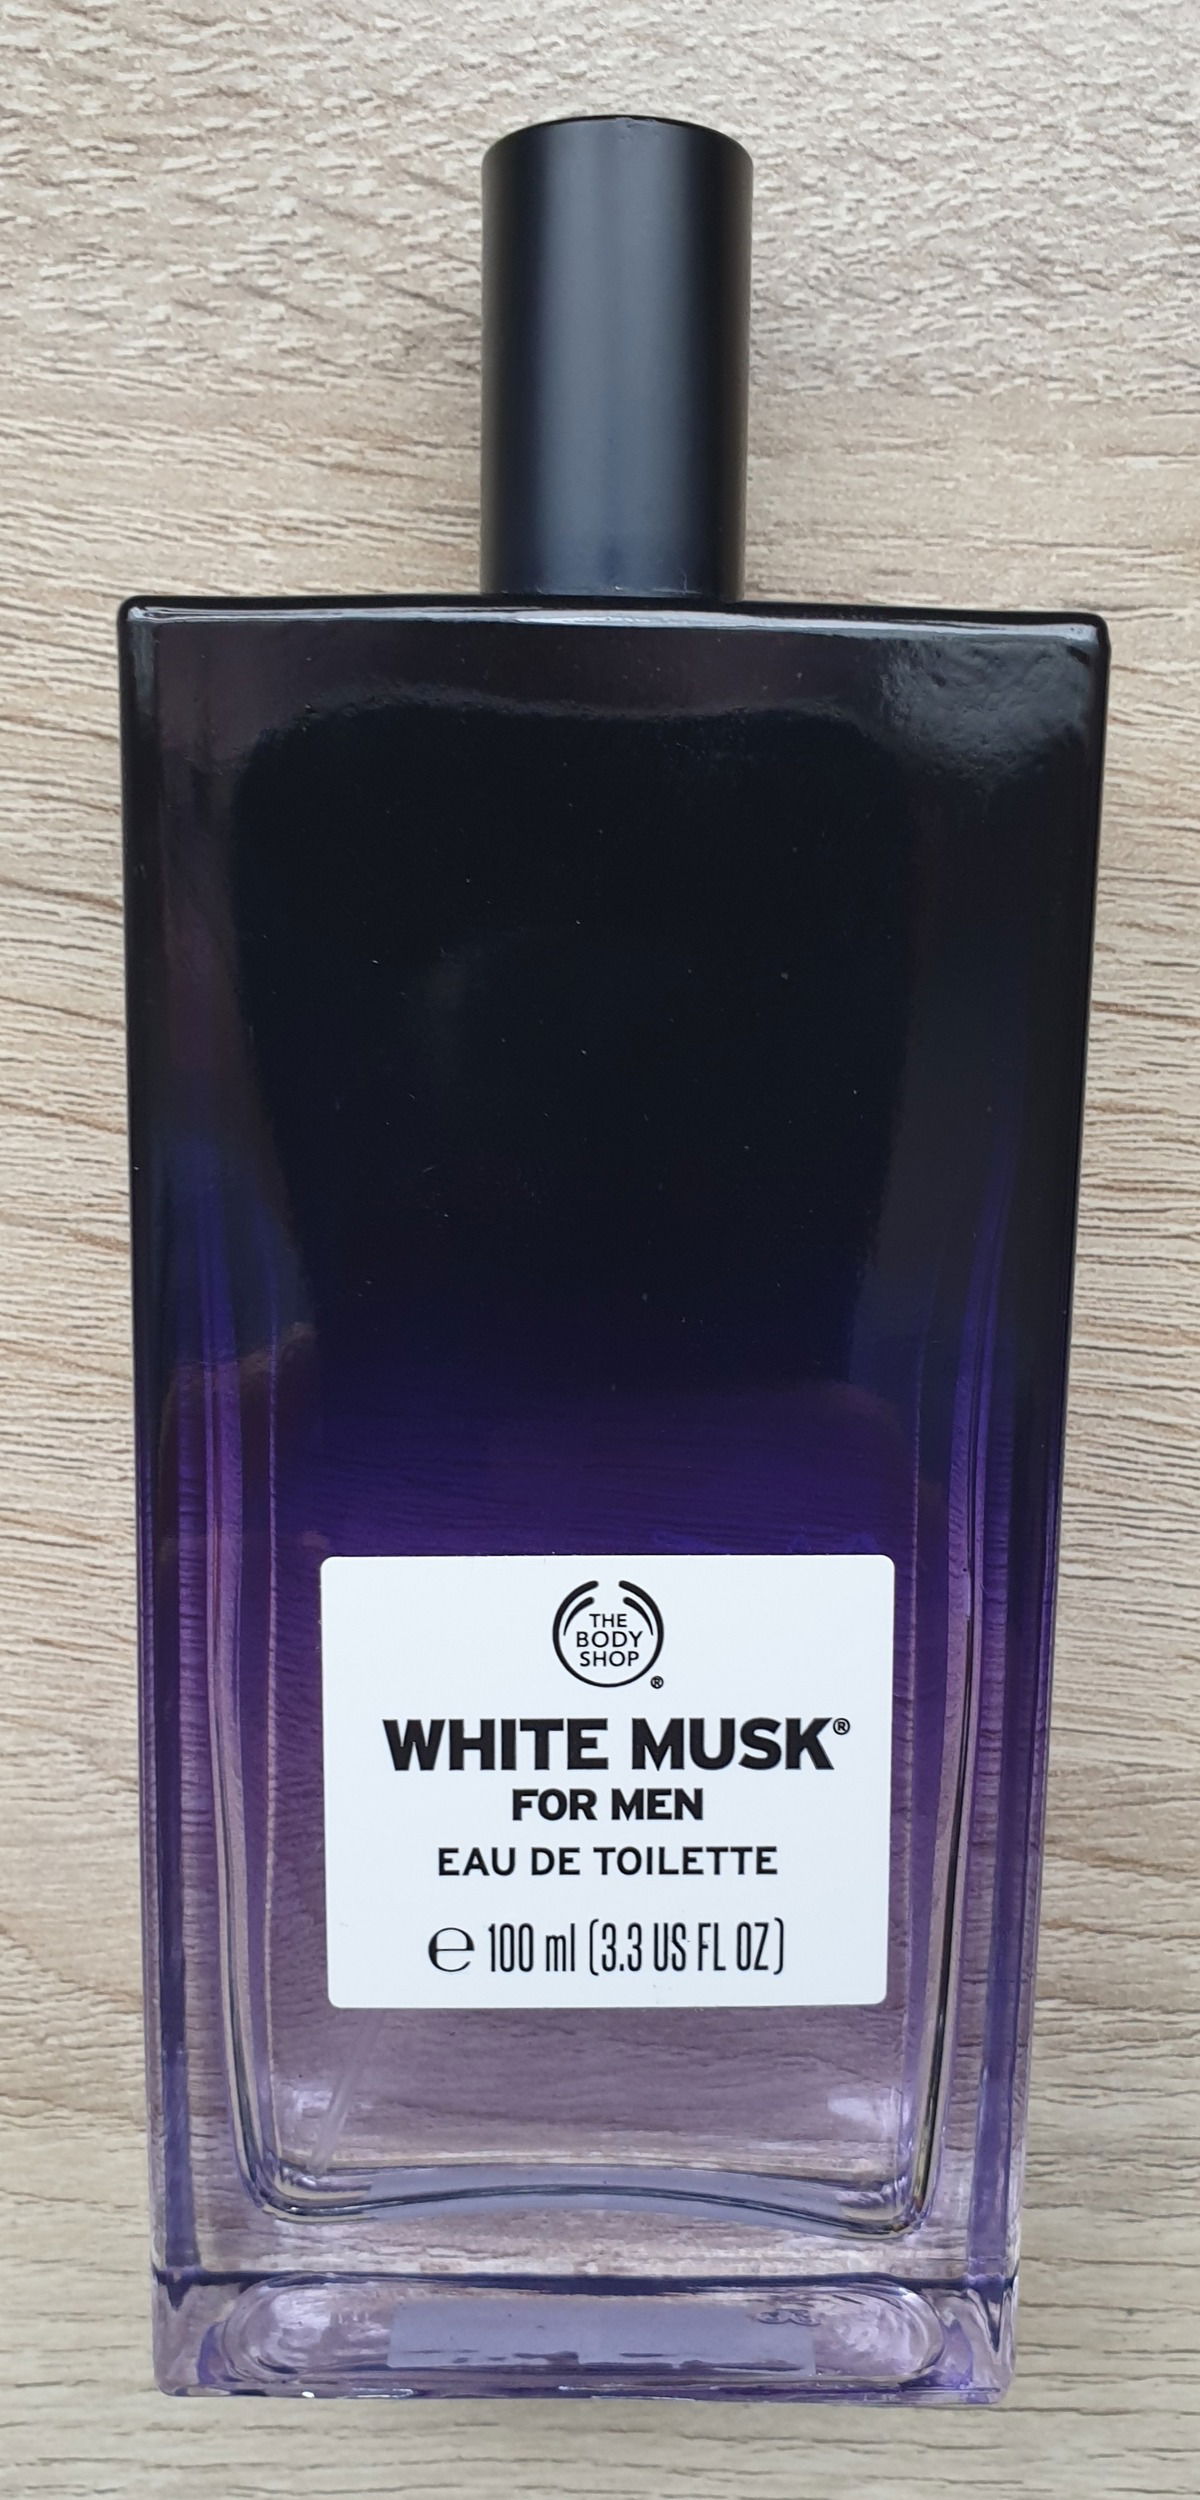 THE
BODY
SHOP
®
WHITE MUSK®
FOR MEN
EAU DE TOILETTE
℮ 100 ml (3.3 US FL OZ)